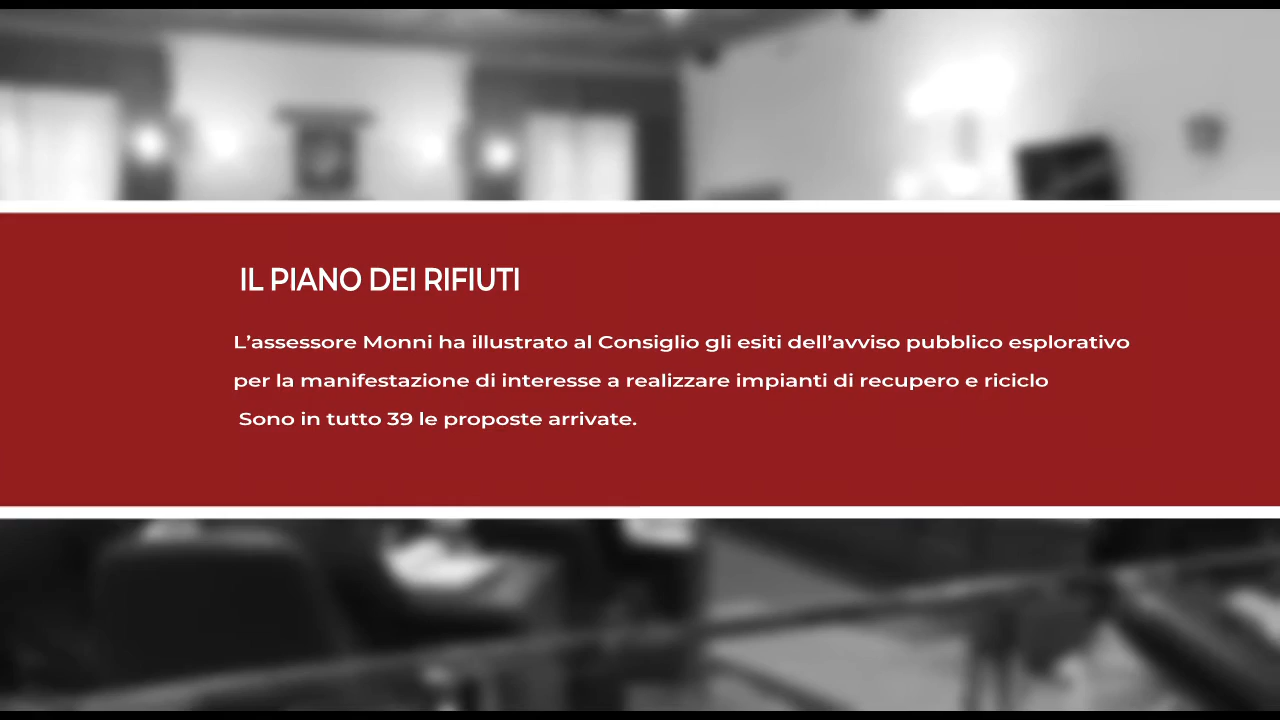 IL PIANO DEI RIFIUTI
L’assessore Monni ha illustrato al Consiglio gli esiti dell’avviso pubblico esplorativo
per la manifestazione di interesse a realizzare impianti di recupero e riciclo
Sono in tutto 39 le proposte arrivate.